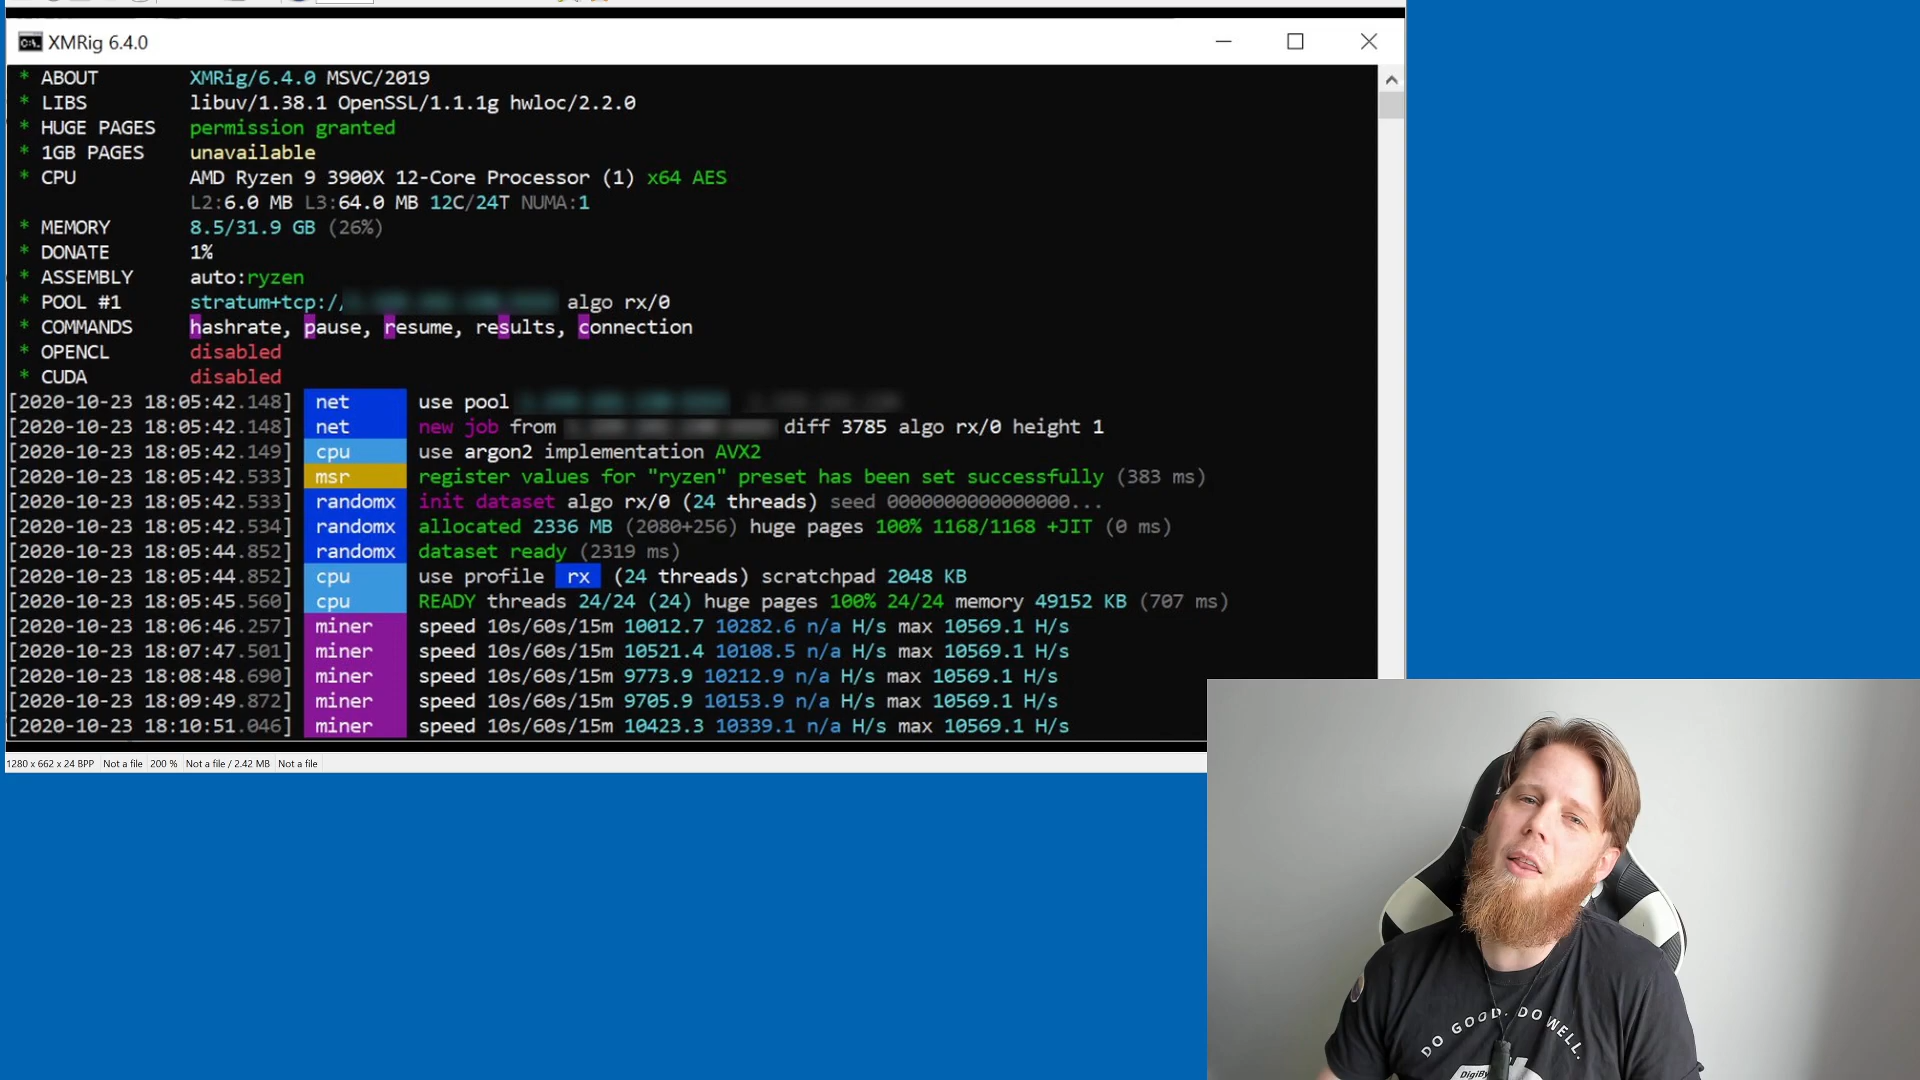 XMRig 6.4.0
* ABOUT XMRig/6.4.0 MSVC/2019
* LIBS libuv/1.38.1 OpenSSL/1.1.1g hwloc/2.2.0
* HUGE PAGES permission granted
* 1GB PAGES unavailable
* CPU AMD Ryzen 9 3900X 12-Core Processor (1) x64 AES
L2:6.0 MB L3:64.0 MB 12C/24T NUMA:1
* MEMORY 8.5/31.9 GB (26%)
* DONATE 1%
* ASSEMBLY auto:ryzen
* POOL #1 stratum+tcp:// algo rx/0
* COMMANDS hashrate, pause, resume, results, connection
* OPENCL disabled
* CUDA disabled
[2020-10-23 18:05:42.148] net use pool
[2020-10-23 18:05:42.148] net new job from diff 3785 algo rx/0 height 1
[2020-10-23 18:05:42.149] cpu use argon2 implementation AVX2
[2020-10-23 18:05:42.533] msr register values for "ryzen" preset has been set successfully (383 ms)
[2020-10-23 18:05:42.533] randomx init dataset algo rx/0 (24 threads) seed 0000000000000000...
[2020-10-23 18:05:42.534] randomx allocated 2336 MB (2080+256) huge pages 100% 1168/1168 +JIT (0 ms)
[2020-10-23 18:05:44.852] randomx dataset ready (2319 ms)
[2020-10-23 18:05:44.852] cpu use profile rx (24 threads) scratchpad 2048 KB
[2020-10-23 18:05:45.560] cpu READY threads 24/24 (24) huge pages 100% 24/24 memory 49152 KB (707 ms)
[2020-10-23 18:06:46.257] miner speed 10s/60s/15m 10012.7 10282.6 n/a H/s max 10569.1 H/s
[2020-10-23 18:07:47.501] miner speed 10s/60s/15m 10521.4 10108.5 n/a H/s max 10569.1 H/s
[2020-10-23 18:08:48.690] miner speed 10s/60s/15m 9773.9 10212.9 n/a H/s max 10569.1 H/s
[2020-10-23 18:09:49.872] miner speed 10s/60s/15m 9705.9 10153.9 n/a H/s max 10569.1 H/s
[2020-10-23 18:10:51.046] miner speed 10s/60s/15m 10423.3 10339.1 n/a H/s max 10569.1 H/s
1280 x 662 x 24 BPP Not a file 200 % Not a file / 2.42 MB Not a file
DO GOOD. DO WELL.